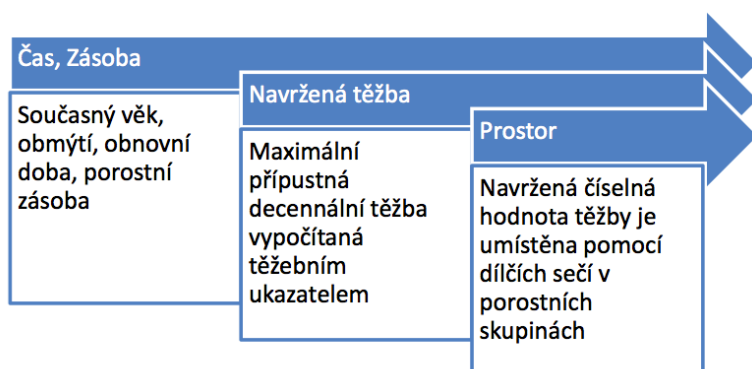 Čas, Zásoba
Současný věk,
obmýtí, obnovní
doba, porostní
zásoba
Navržená těžba
Maximální
přípustná
decennální těžba
vypočítaná
těžebním
ukazatelem
Prostor
Navržená číselná
hodnota těžby je
umístěna pomocí
dílčích sečí v
porostních
skupinách